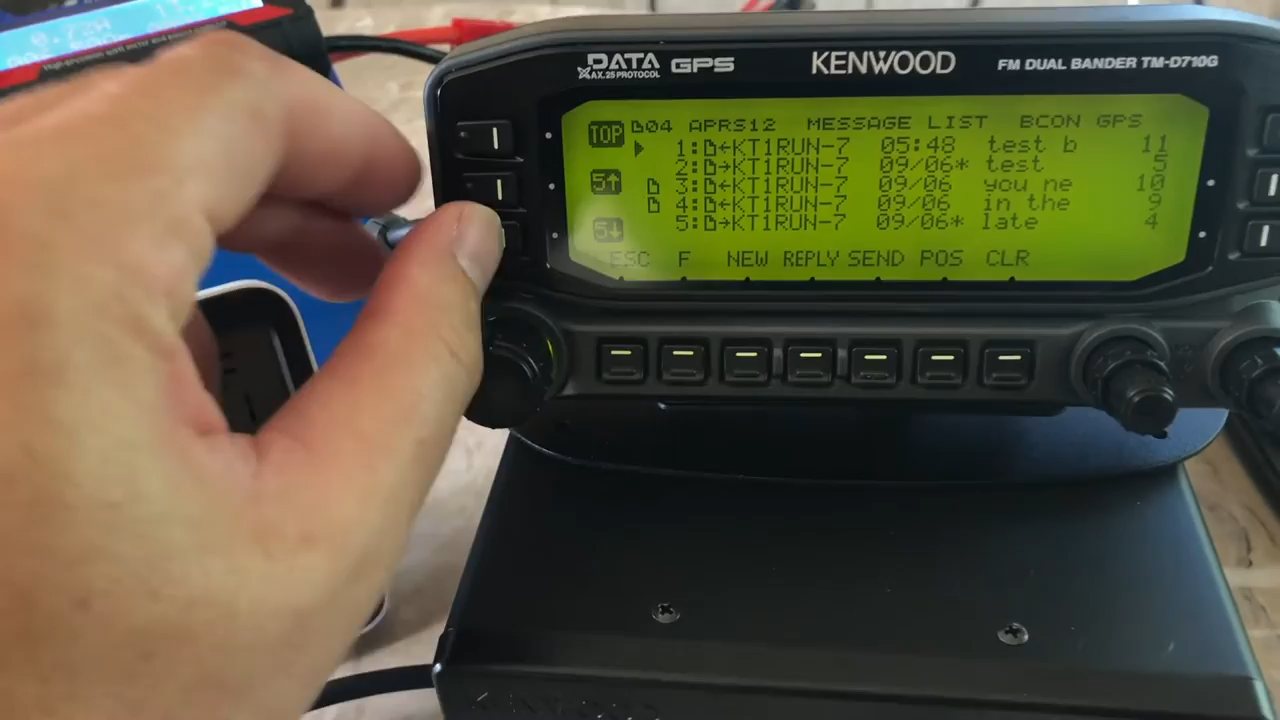 DATA GPS KENWOOD FM DUAL BANDER TM-D710G
AX.25 PROTOCOL
TOP 04 APRS12 MESSAGE LIST BCON GPS
1:←KT1RUN-7 05:48 test b 11
2:→KT1RUN-7 09/06* test 5
5↑ 3:←KT1RUN-7 09/06 you ne 10
4:←KT1RUN-7 09/06 in the 9
5↓ 5:→KT1RUN-7 09/06* late 4
ESC F NEW REPLY SEND POS CLR